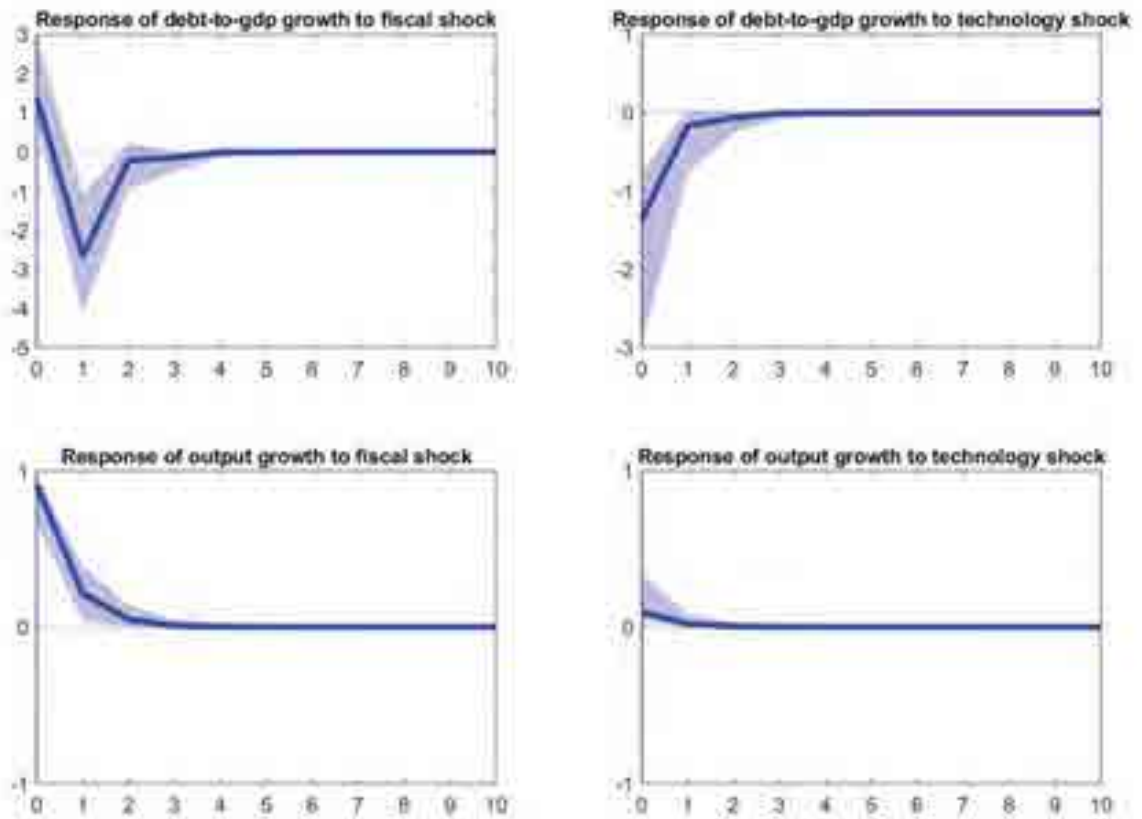 Response of debt-to-gdp growth to fiscal shock
3
2
1
0
-1
-2
-3
-4
-5
0 1 2 3 4 5 6 7 8 9 10
Response of debt-to-gdp growth to technology shock
1
0
-1
-2
-3
0 1 2 3 4 5 6 7 8 9 10
Response of output growth to fiscal shock
1
0
-1
0 1 2 3 4 5 6 7 8 9 10
Response of output growth to technology shock
1
0
-1
0 1 2 3 4 5 6 7 8 9 10